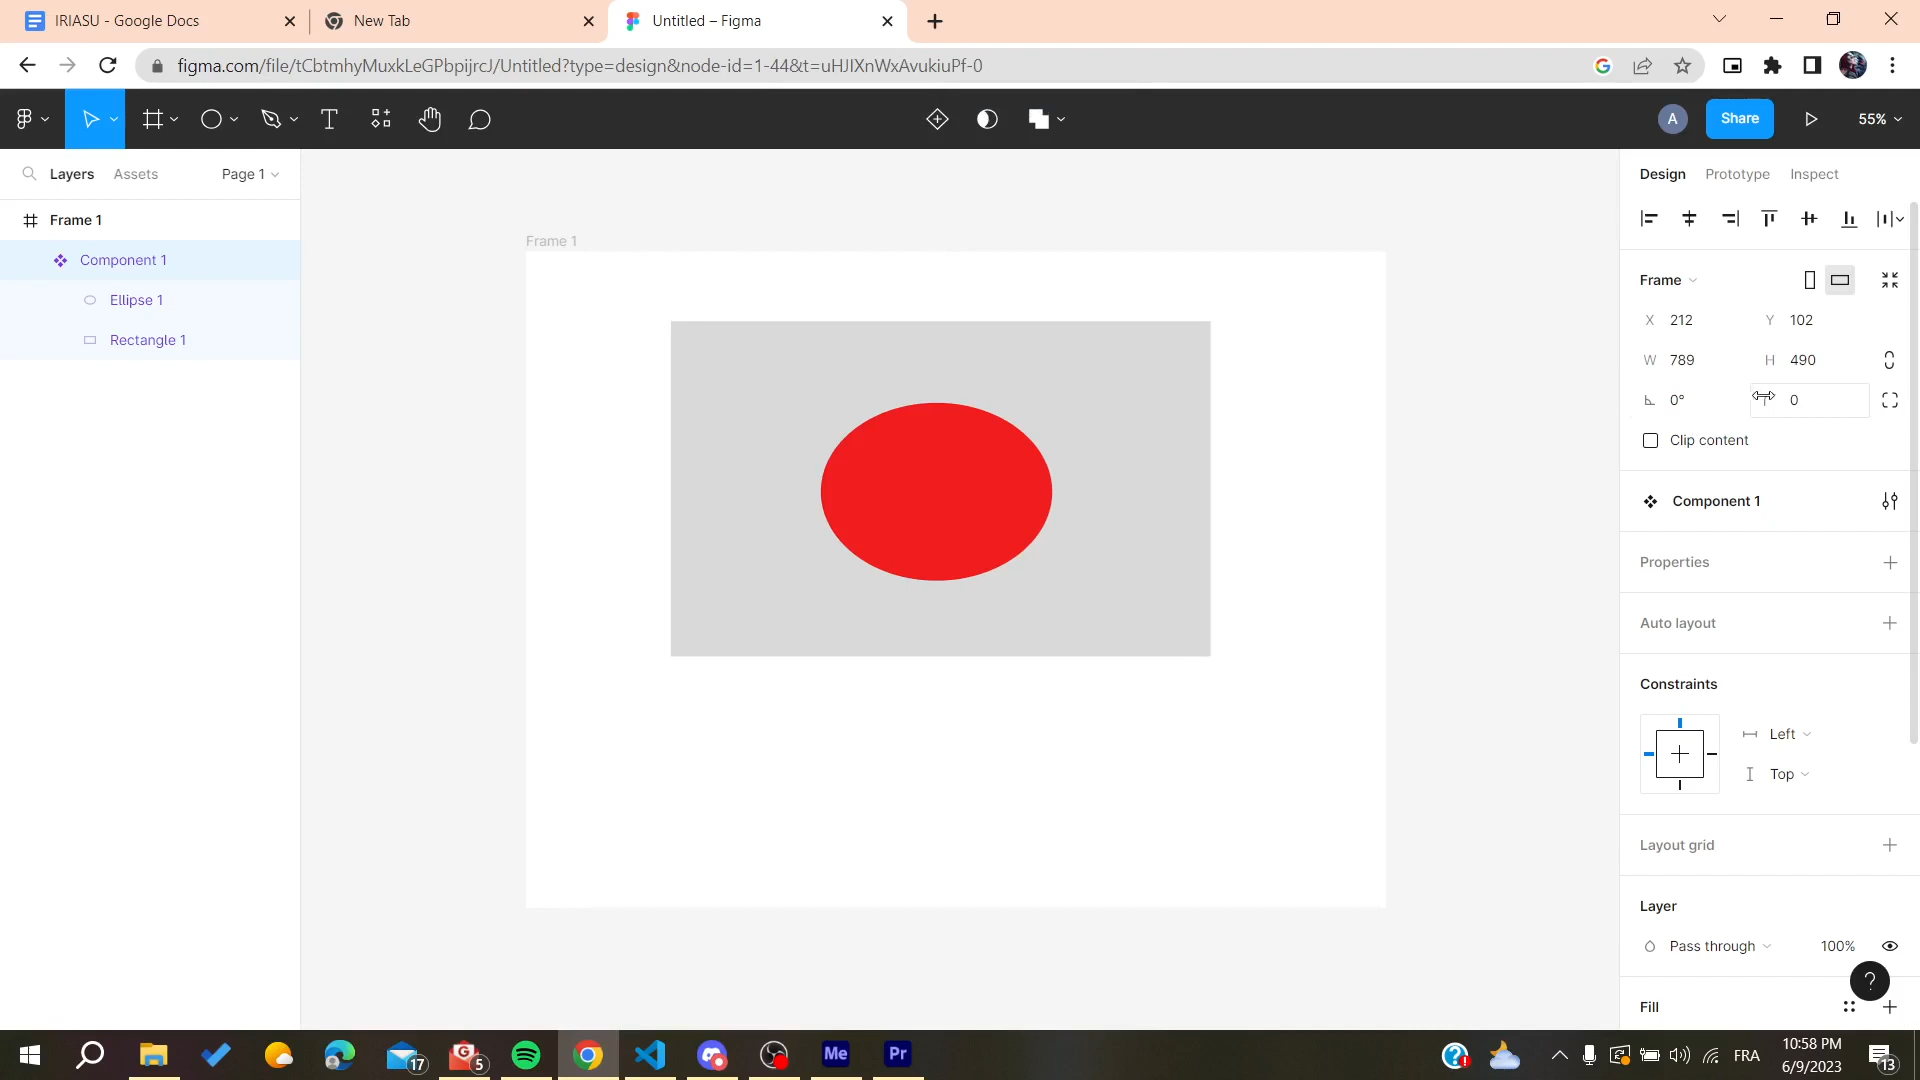 IRIASU - Google Docs
New Tab
Untitled – Figma
figma.com/file/tCbtmhyMuxkLeGPbpijrcJ/Untitled?type=design&node-id=1-44&t=uHJIXnWxAvukiuPf-0
A
Share
55%
Layers Assets Page 1
Frame 1
Component 1
Ellipse 1
Rectangle 1
Frame 1
Design Prototype Inspect
Frame
X 212 Y 102
W 789 H 490
0° 0
Clip content
Component 1
Properties
Auto layout
Constraints
Left
Top
Layout grid
Layer
Pass through 100%
?
Fill
17
5
Me
Pr
FRA
10:58 PM
6/9/2023
13